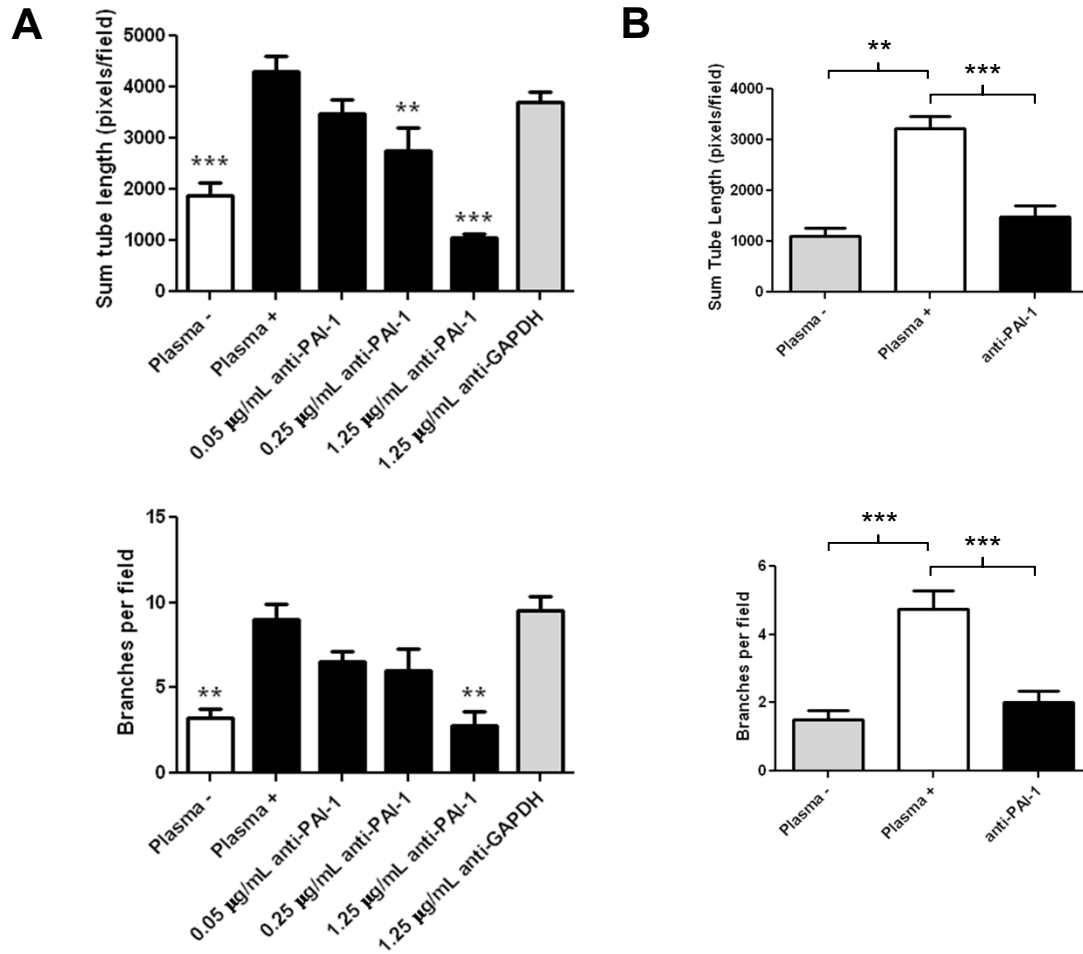 A
Sum tube length (pixels/field)
5000
4000
3000
2000
1000
0
***
**
***
Plasma -
Plasma +
0.05 µg/mL anti-PAI-1
0.25 µg/mL anti-PAI-1
1.25 µg/mL anti-PAI-1
1.25 µg/mL anti-GAPDH
Branches per field
15
10
5
0
**
**
Plasma -
Plasma +
0.05 µg/mL anti-PAI-1
0.25 µg/mL anti-PAI-1
1.25 µg/mL anti-PAI-1
1.25 µg/mL anti-GAPDH
B
**
***
Sum Tube Length (pixels/field)
4000
3000
2000
1000
0
Plasma -
Plasma +
anti-PAI-1
***
***
Branches per field
6
4
2
0
Plasma -
Plasma +
anti-PAI-1